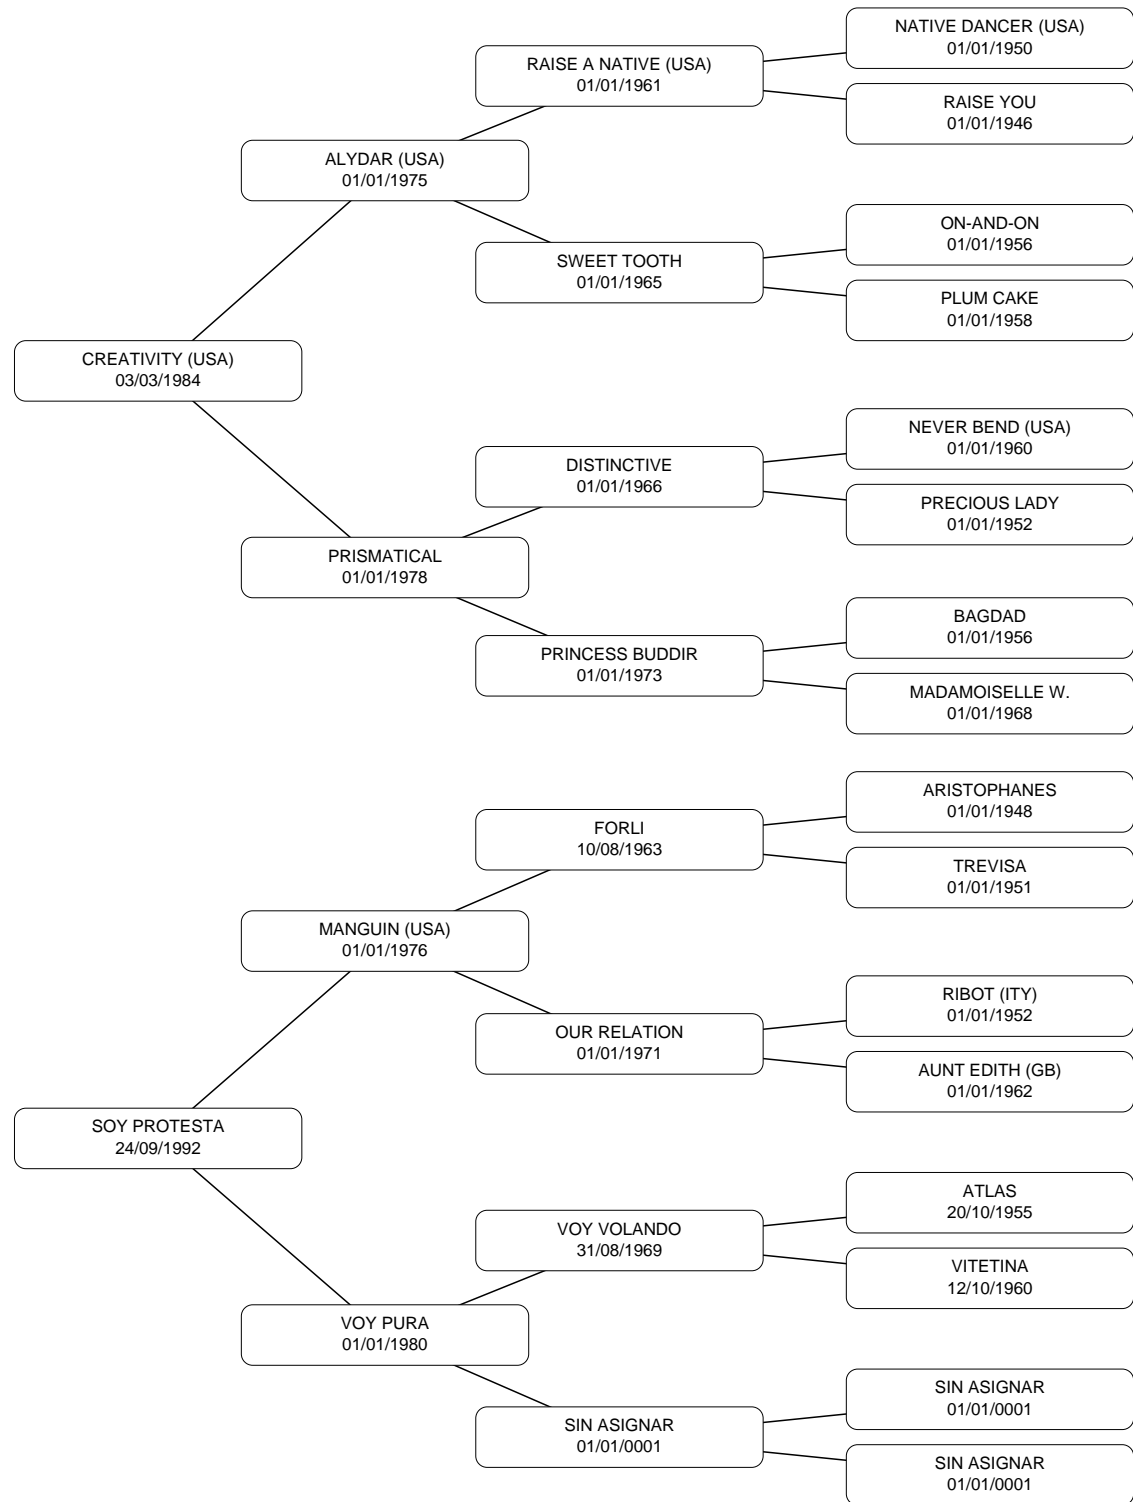 NATIVE DANCER (USA)
01/01/1950
RAISE A NATIVE (USA)
01/01/1961
RAISE YOU
01/01/1946
ALYDAR (USA)
01/01/1975
ON-AND-ON
01/01/1956
SWEET TOOTH
01/01/1965
PLUM CAKE
01/01/1958
CREATIVITY (USA)
03/03/1984
NEVER BEND (USA)
01/01/1960
DISTINCTIVE
01/01/1966
PRECIOUS LADY
01/01/1952
PRISMATICAL
01/01/1978
BAGDAD
01/01/1956
PRINCESS BUDDIR
01/01/1973
MADAMOISELLE W.
01/01/1968
ARISTOPHANES
01/01/1948
FORLI
10/08/1963
TREVISA
01/01/1951
MANGUIN (USA)
01/01/1976
RIBOT (ITY)
01/01/1952
OUR RELATION
01/01/1971
AUNT EDITH (GB)
01/01/1962
SOY PROTESTA
24/09/1992
ATLAS
20/10/1955
VOY VOLANDO
31/08/1969
VITETINA
12/10/1960
VOY PURA
01/01/1980
SIN ASIGNAR
01/01/0001
SIN ASIGNAR
01/01/0001
SIN ASIGNAR
01/01/0001